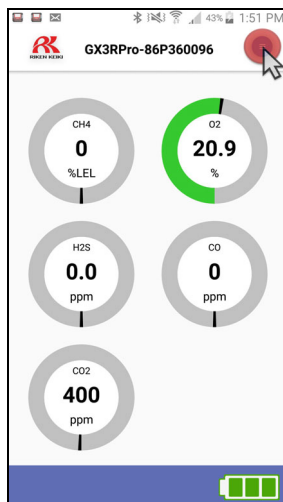 43% 1:51 PM
RIKEN KEIKI
GX3RPro-86P360096
CH4
0
%LEL
O2
20.9
%
H2S
0.0
ppm
CO
0
ppm
CO2
400
ppm